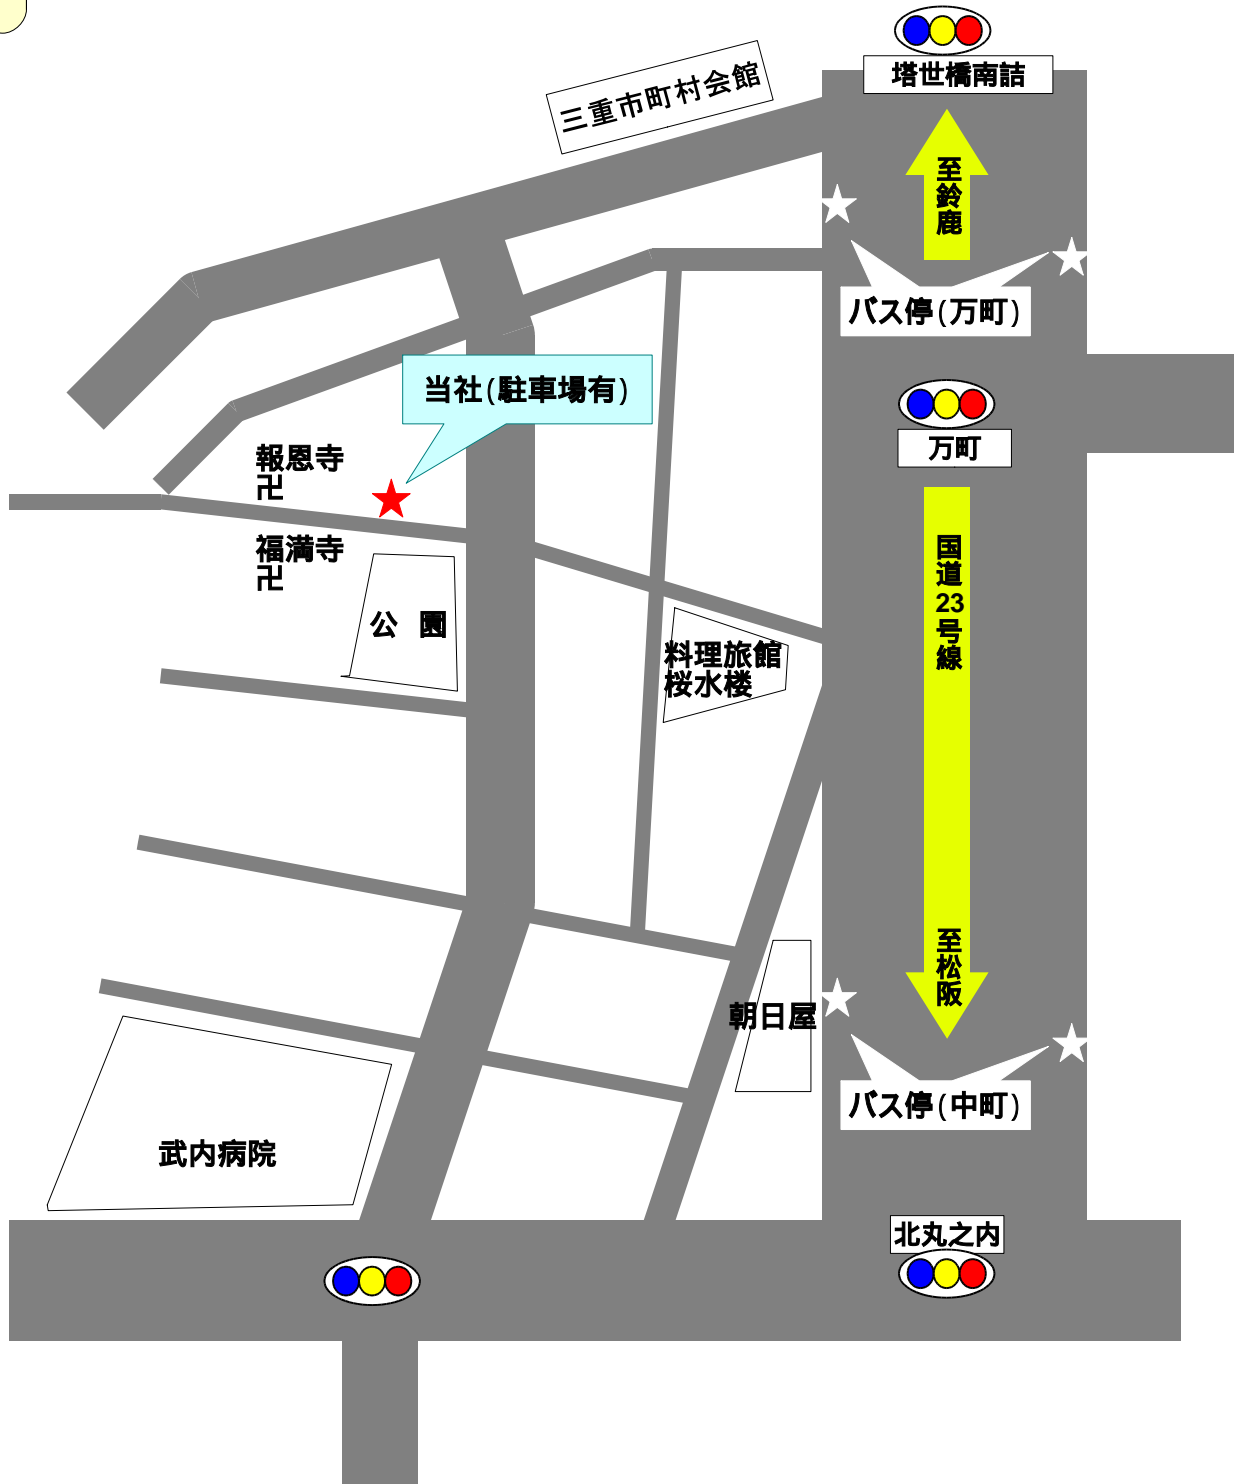 塔世橋南詰
三重市町村会館
至鈴鹿
バス停(万町)
当社(駐車場有)
万町
報恩寺
卍
福満寺
卍
国道23号線
公 園
料理旅館
桜水楼
至松阪
朝日屋
バス停(中町)
武内病院
北丸之内